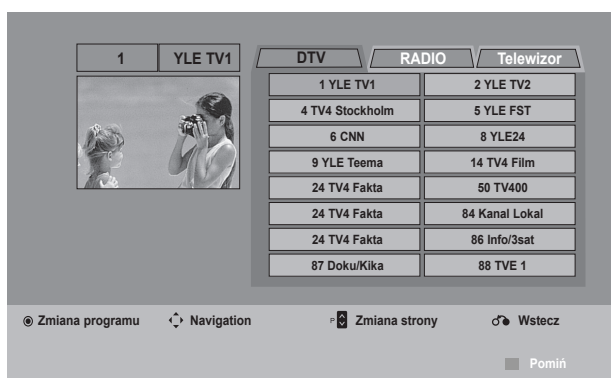 1 YLE TV1
DTV RADIO Telewizor
1 YLE TV1 2 YLE TV2
4 TV4 Stockholm 5 YLE FST
6 CNN 8 YLE24
9 YLE Teema 14 TV4 Film
24 TV4 Fakta 50 TV400
24 TV4 Fakta 84 Kanal Lokal
24 TV4 Fakta 86 Info/3sat
87 Doku/Kika 88 TVE 1
Zmiana programu Navigation P Zmiana strony Wstecz
Pomiń